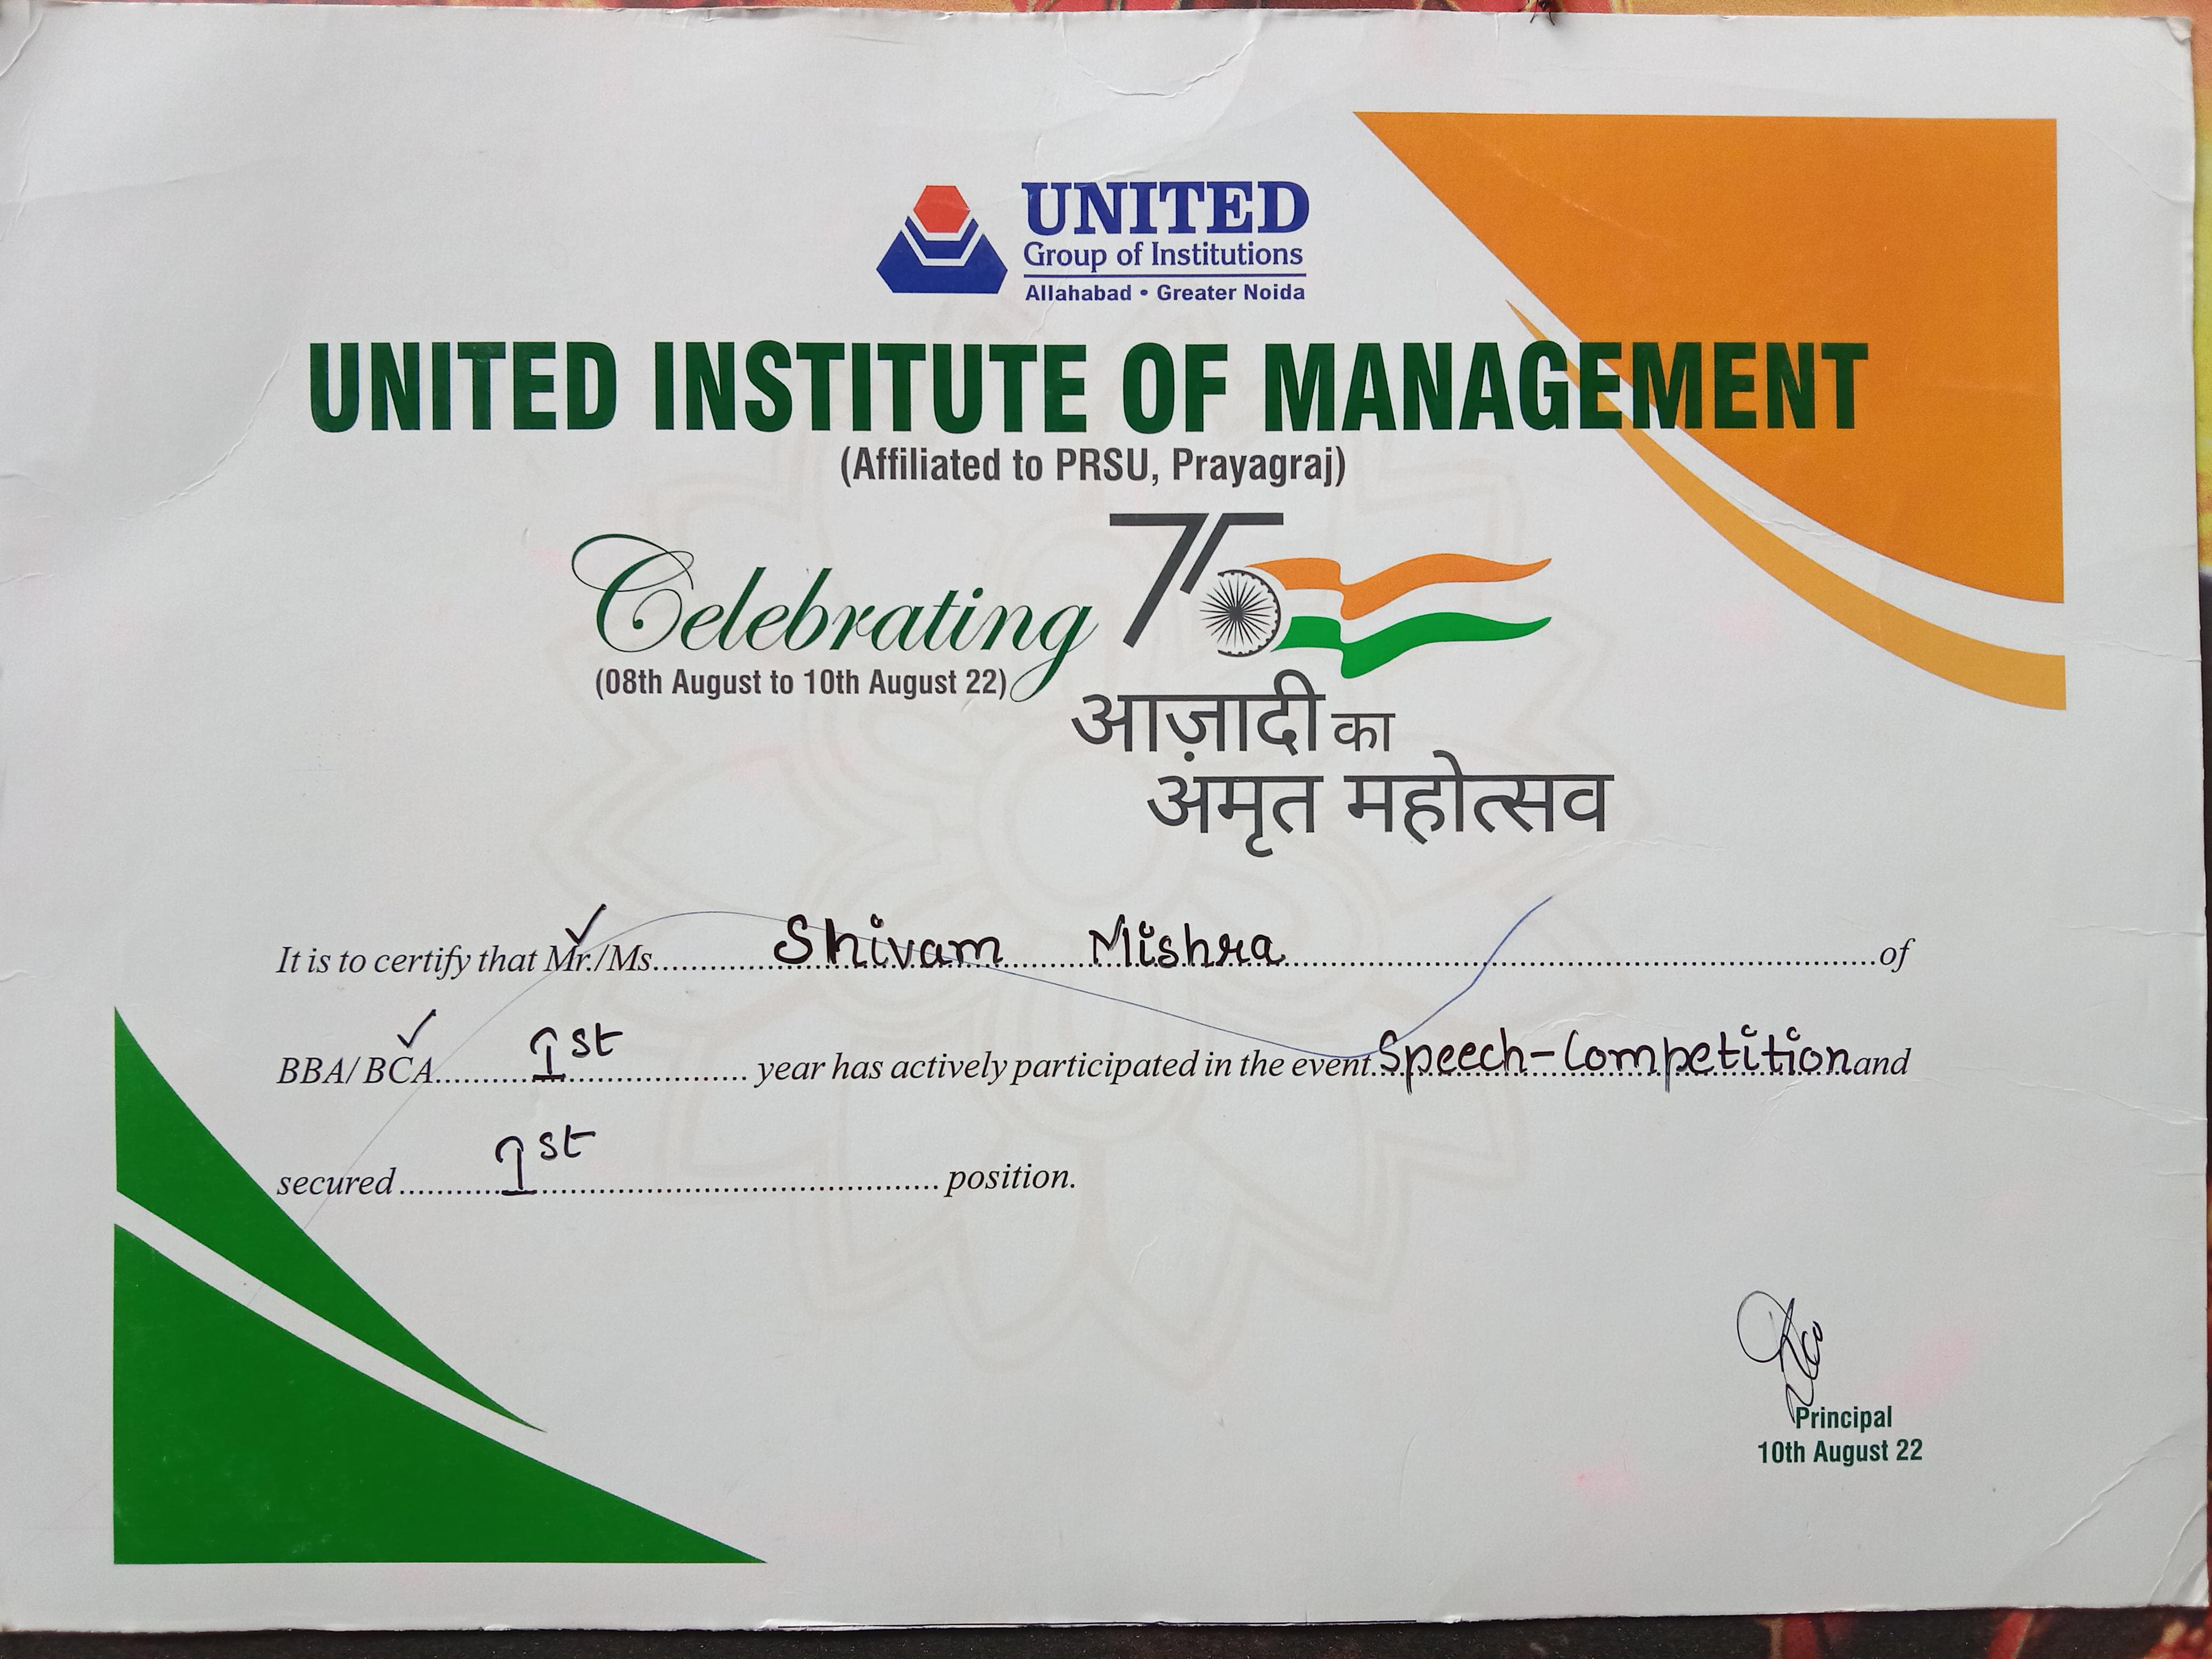 UNITED
Group of Institutions
Allahabad • Greater Noida
UNITED INSTITUTE OF MANAGEMENT
(Affiliated to PRSU, Prayagraj)
Celebrating 75
(08th August to 10th August 22)
आज़ादी का
अमृत महोत्सव
It is to certify that Mr./Ms. Shivam Mishra of
BBA/ BCA 1st year has actively participated in the event Speech-Competition and
secured 1st position.
Principal
10th August 22